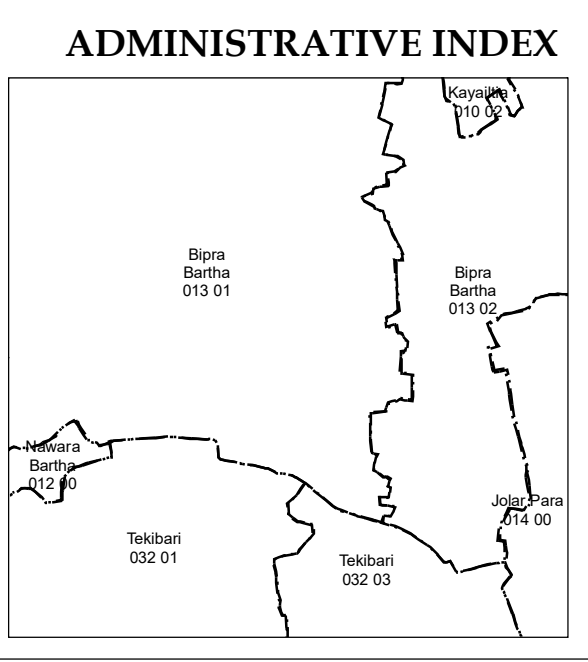 ADMINISTRATIVE INDEX
Kayailtia
010 02
Bipra
Bartha
013 01
Bipra
Bartha
013 02
Nawara
Bartha
012 00
Jolar Para
014 00
Tekibari
032 01
Tekibari
032 03